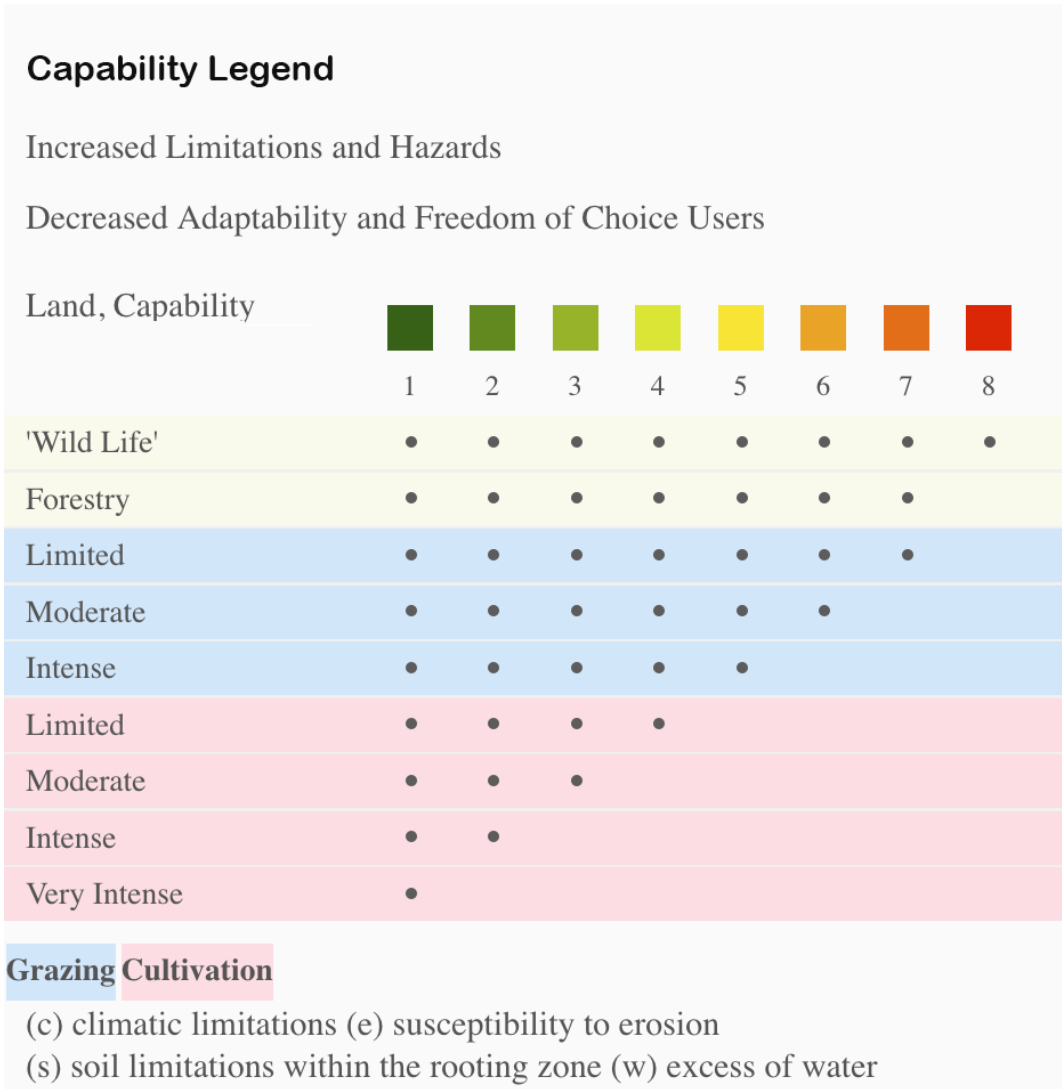 Capability Legend
Increased Limitations and Hazards
Decreased Adaptability and Freedom of Choice Users
Land, Capability
1 2 3 4 5 6 7 8
'Wild Life' • • • • • • • •
Forestry • • • • • • •
Limited • • • • • • •
Moderate • • • • • •
Intense • • • • •
Limited • • • •
Moderate • • •
Intense • •
Very Intense •
Grazing Cultivation
(c) climatic limitations (e) susceptibility to erosion
(s) soil limitations within the rooting zone (w) excess of water